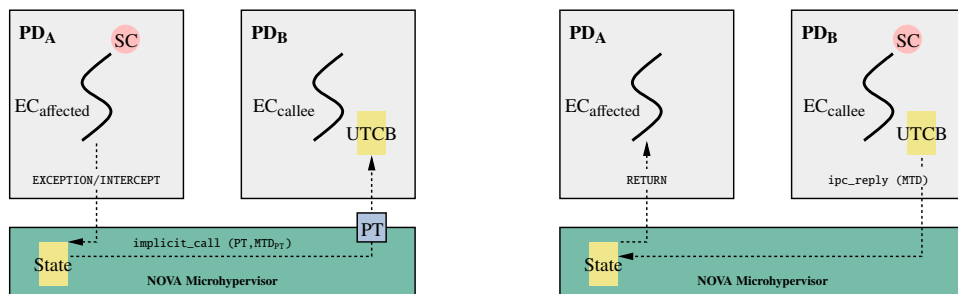 PDA
SC
ECaffected
EXCEPTION/INTERCEPT
PDB
ECcallee
UTCB
PT
implicit_call (PT,MTDPT)
State
NOVA Microhypervisor
PDA
ECaffected
RETURN
PDB
SC
ECcallee
UTCB
ipc_reply (MTD)
State
NOVA Microhypervisor